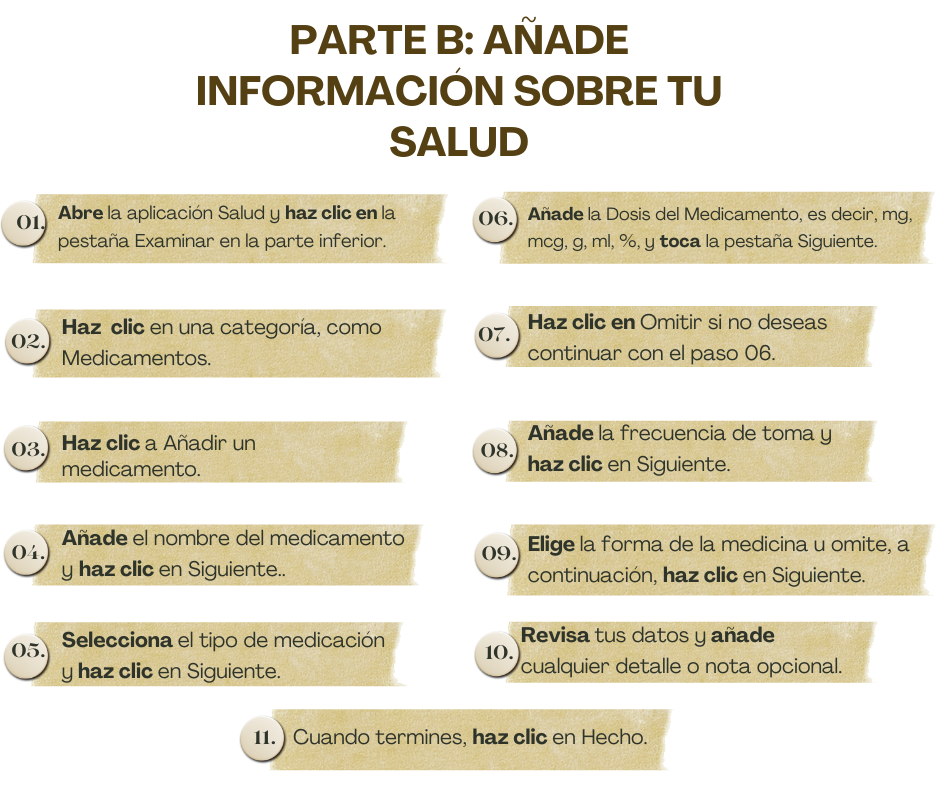 PARTE B: AÑADE
INFORMACIÓN SOBRE TU
SALUD
01. Abre la aplicación Salud y haz clic en la
pestaña Examinar en la parte inferior.
02. Haz clic en una categoría, como
Medicamentos.
03. Haz clic a Añadir un
medicamento.
04. Añade el nombre del medicamento
y haz clic en Siguiente..
05. Selecciona el tipo de medicación
y haz clic en Siguiente.
06. Añade la Dosis del Medicamento, es decir, mg,
mcg, g, ml, %, y toca la pestaña Siguiente.
07. Haz clic en Omitir si no deseas
continuar con el paso 06.
08. Añade la frecuencia de toma y
haz clic en Siguiente.
09. Elige la forma de la medicina u omite, a
continuación, haz clic en Siguiente.
10. Revisa tus datos y añade
cualquier detalle o nota opcional.
11. Cuando termines, haz clic en Hecho.